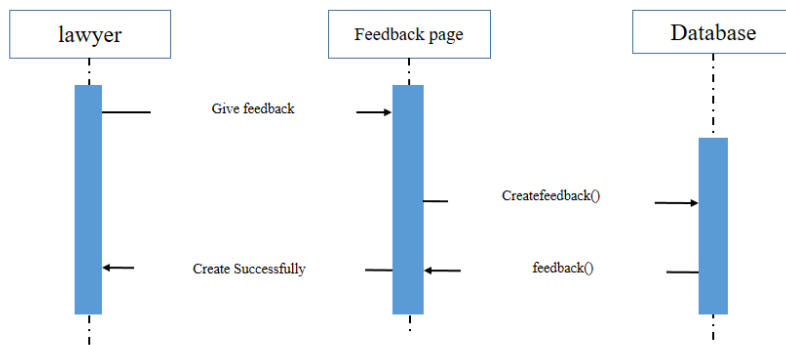 lawyer
Feedback page
Database
Give feedback
Createfeedback()
Create Successfully
feedback()